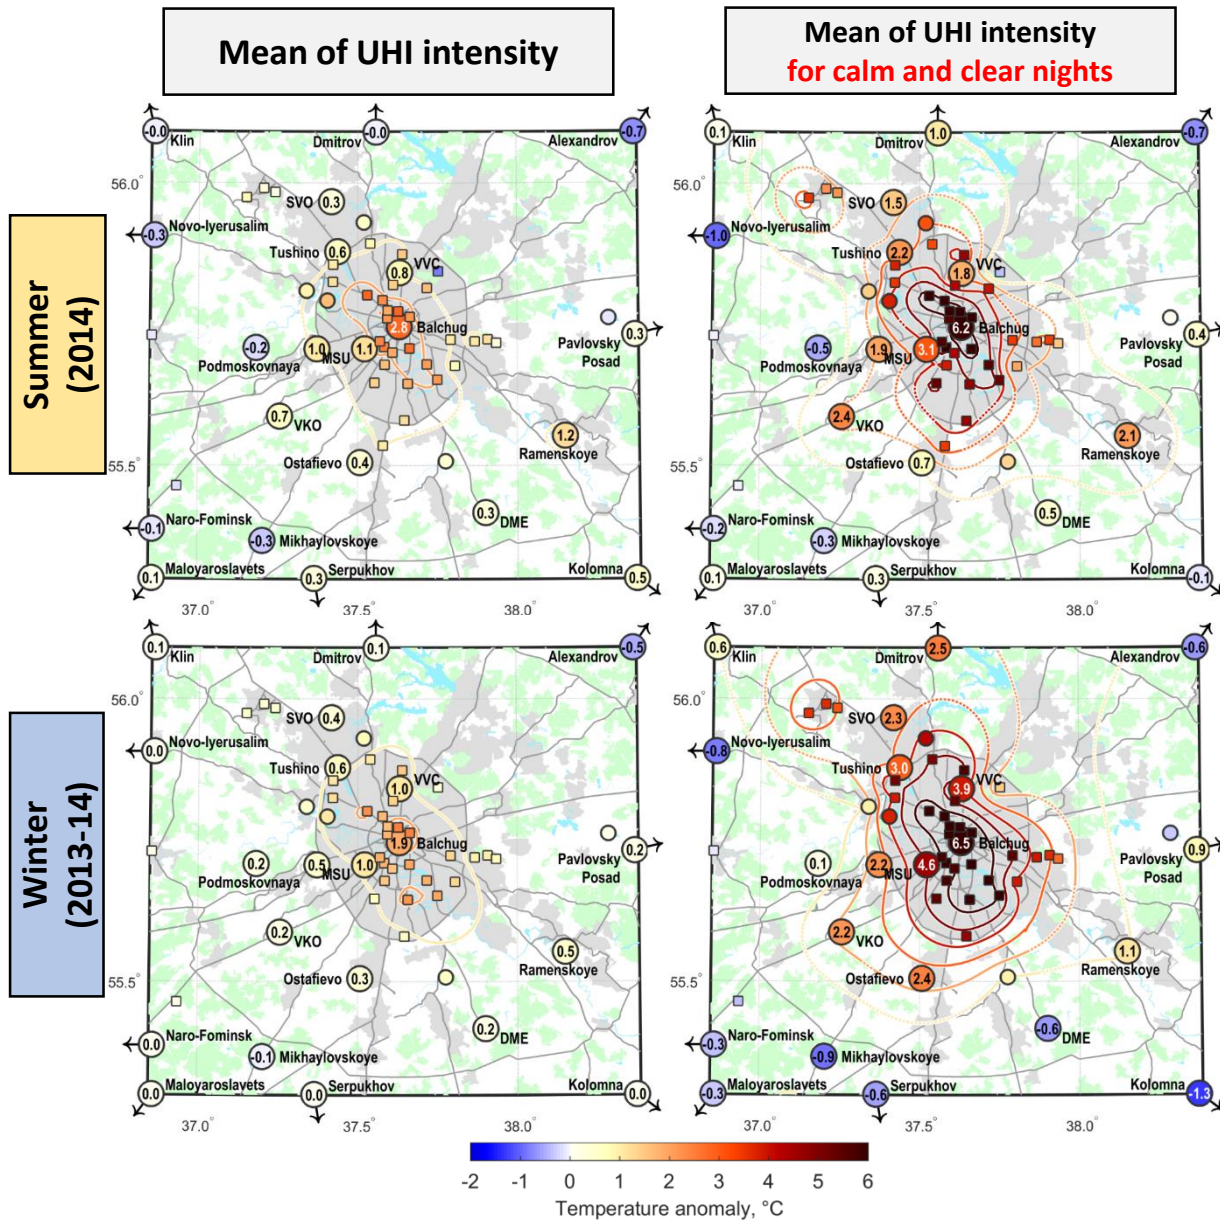 Mean of UHI intensity
Mean of UHI intensity
for calm and clear nights
Summer
(2014)
-0.0
-0.0
-0.7
Klin
Dmitrov
Alexandrov
56.0°
SVO 0.3
Novo-Iyerusalim
-0.3
Tushino 0.6
VVC
0.8
2.8 Balchug
0.3
-0.2
1.0 MSU 1.1
Podmoskovnaya
Pavlovsky
Posad
0.7
VKO
1.2
Ramenskoye
55.5°
Ostafievo 0.4
0.3
DME
-0.1
Naro-Fominsk
-0.3
Mikhaylovskoye
Maloyaroslavets
Serpukhov
Kolomna
0.1
0.3
0.5
37.0°
37.5°
38.0°
0.1
1.0
-0.7
Klin
Dmitrov
Alexandrov
56.0°
SVO 1.5
Novo-Iyerusalim
-1.0
Tushino 2.2
VVC
1.8
6.2 Balchug
0.4
-0.5
1.9 MSU 3.1
Podmoskovnaya
Pavlovsky
Posad
2.4
VKO
2.1
Ramenskoye
55.5°
Ostafievo 0.7
0.5
DME
-0.2
Naro-Fominsk
-0.3
Mikhaylovskoye
Maloyaroslavets
Serpukhov
Kolomna
0.1
0.3
-0.1
37.0°
37.5°
38.0°
Winter
(2013-14)
0.1
0.1
-0.5
Klin
Dmitrov
Alexandrov
56.0°
SVO 0.4
Novo-Iyerusalim
0.0
Tushino 0.6
VVC
1.0
1.9 Balchug
0.2
0.2
0.5 MSU 1.0
Podmoskovnaya
Pavlovsky
Posad
0.2
VKO
0.5
Ramenskoye
55.5°
Ostafievo 0.3
0.2
DME
0.0
Naro-Fominsk
-0.1
Mikhaylovskoye
Maloyaroslavets
Serpukhov
Kolomna
0.0
0.0
0.0
37.0°
37.5°
38.0°
0.6
2.5
-0.6
Klin
Dmitrov
Alexandrov
56.0°
SVO 2.3
Novo-Iyerusalim
-0.8
Tushino 3.0
VVC
3.9
6.5 Balchug
0.9
0.1
2.2 MSU 4.6
Podmoskovnaya
Pavlovsky
Posad
2.2
VKO
1.1
Ramenskoye
55.5°
Ostafievo 2.4
-0.6
DME
-0.3
Naro-Fominsk
-0.9
Mikhaylovskoye
Maloyaroslavets
Serpukhov
Kolomna
-0.3
-0.6
-1.3
37.0°
37.5°
38.0°
-2 -1 0 1 2 3 4 5 6
Temperature anomaly, °C